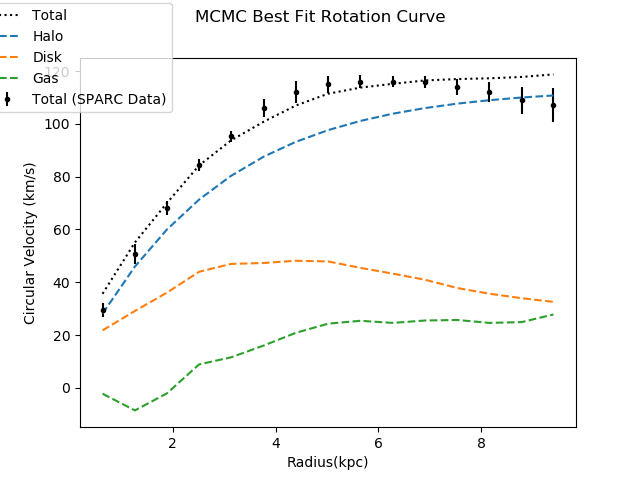 MCMC Best Fit Rotation Curve
Total
Halo
Disk
Gas
Total (SPARC Data)
Circular Velocity (km/s)
120
100
80
60
40
20
0
2
4
6
8
Radius(kpc)